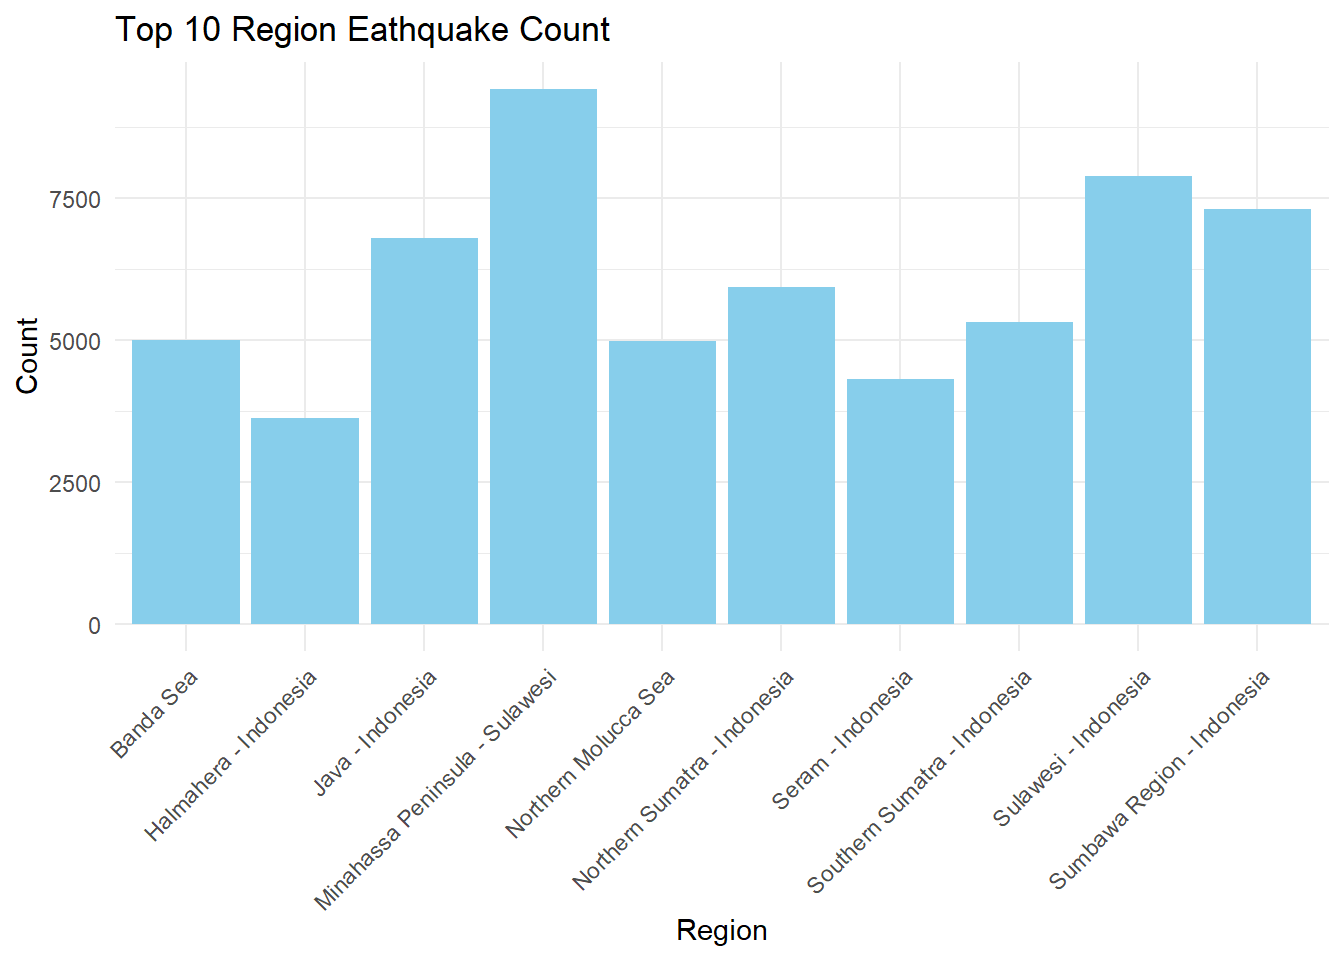 Top 10 Region Eathquake Count
Count
7500
5000
2500
0
Banda Sea
Halmahera - Indonesia
Java - Indonesia
Minahassa Peninsula - Sulawesi
Northern Molucca Sea
Northern Sumatra - Indonesia
Seram - Indonesia
Southern Sumatra - Indonesia
Sulawesi - Indonesia
Sumbawa Region - Indonesia
Region